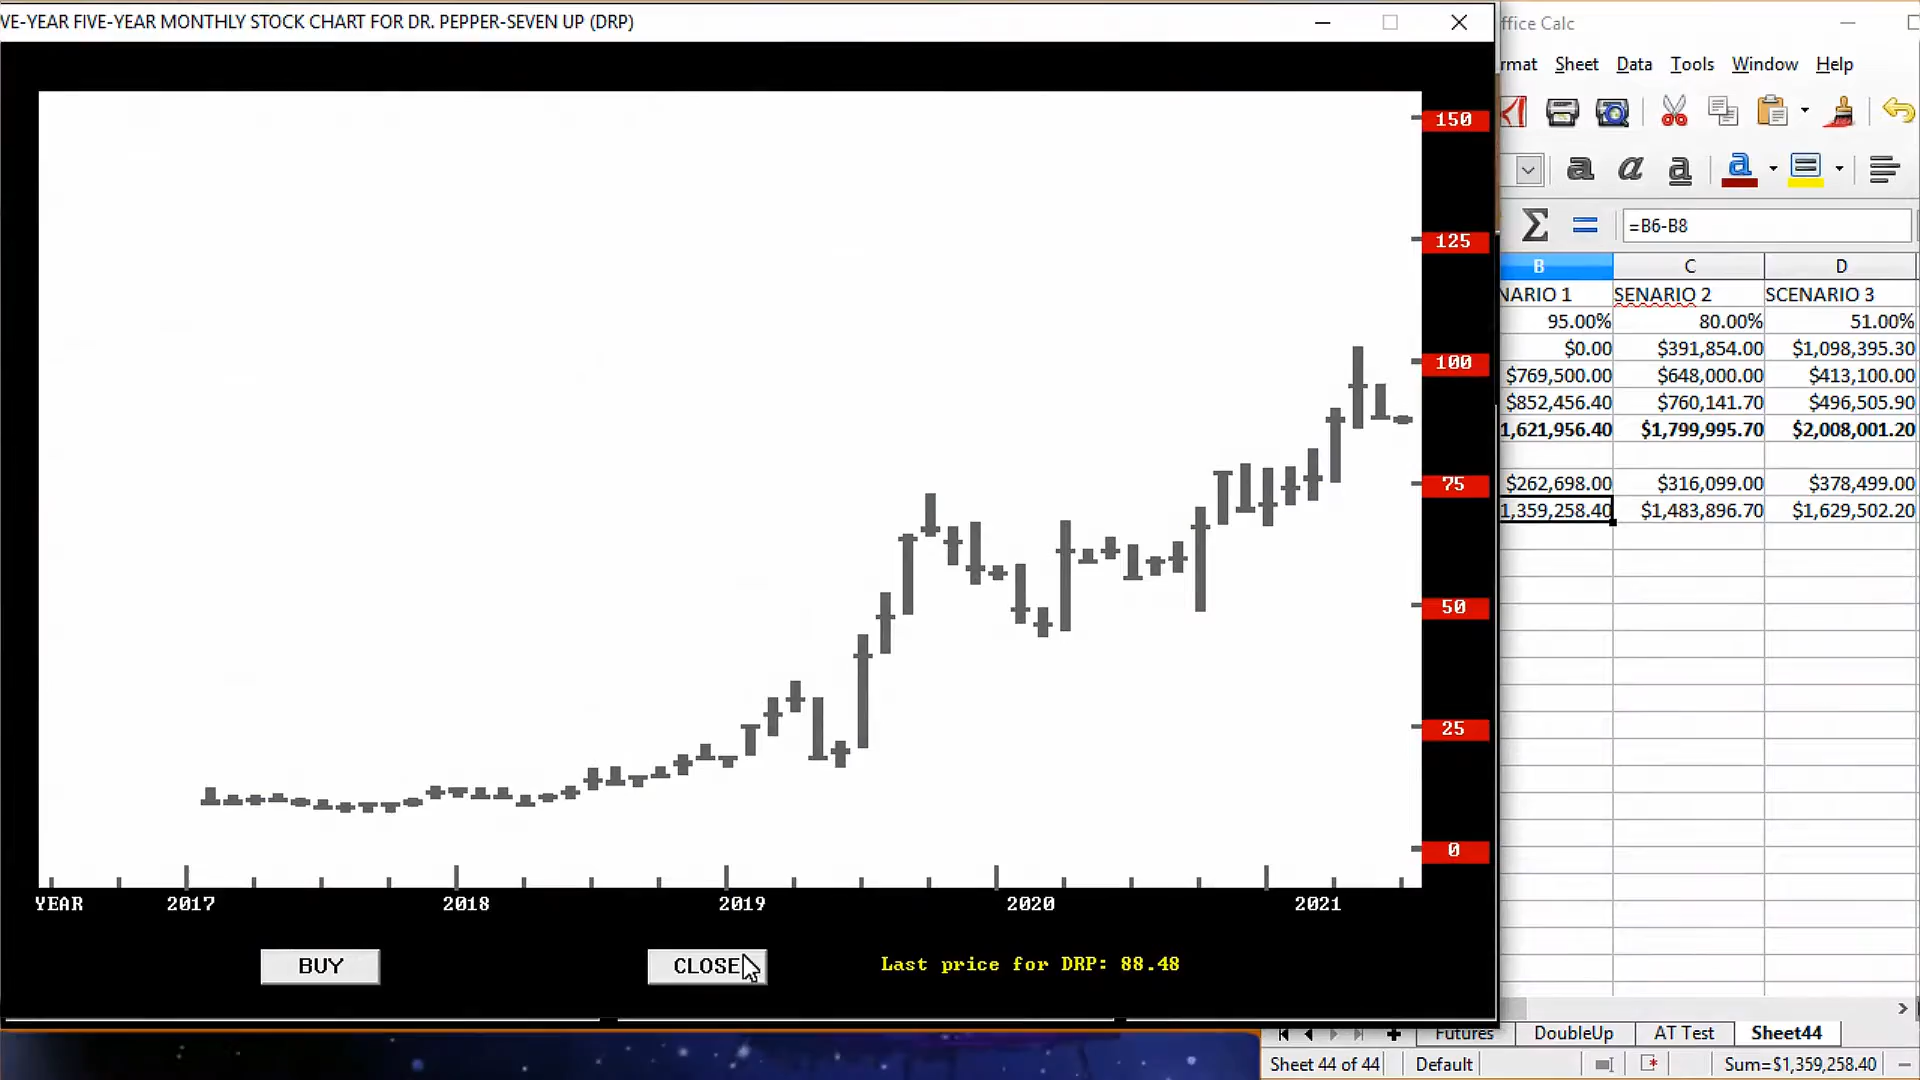 VE-YEAR FIVE-YEAR MONTHLY STOCK CHART FOR DR. PEPPER-SEVEN UP (DRP)
150
125
100
75
50
25
0
YEAR 2017 2018 2019 2020 2021
BUY CLOSE Last price for DRP: 88.48
ffice Calc
rmat Sheet Data Tools Window Help
a a a a
Σ = =B6-B8
B C D
NARIO 1 SENARIO 2 SCENARIO 3
95.00% 80.00% 51.00%
$0.00 $391,854.00 $1,098,395.30
$769,500.00 $648,000.00 $413,100.00
$852,456.40 $760,141.70 $496,505.90
1,621,956.40 $1,799,995.70 $2,008,001.20
$262,698.00 $316,099.00 $378,499.00
1,359,258.40 $1,483,896.70 $1,629,502.20
Futures DoubleUp AT Test Sheet44
Sheet 44 of 44 Default Sum=$1,359,258.40